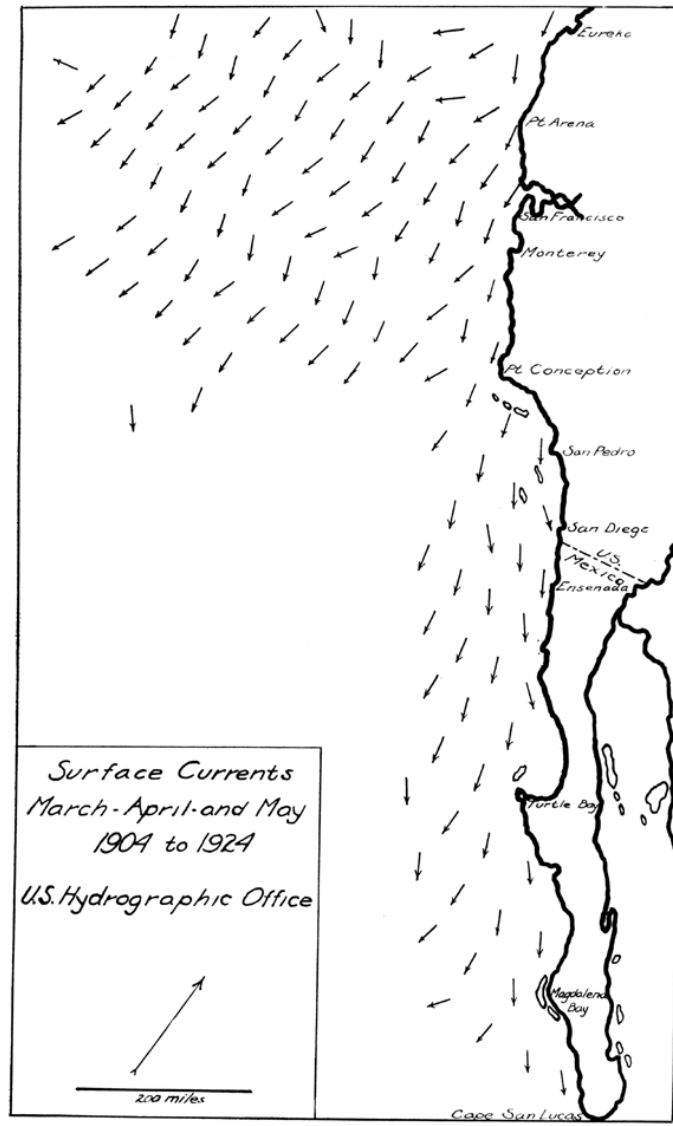 Eureka
Pt Arena
San Francisco
Monterey
Pt Conception
San Pedro
San Diego
U.S.
Mexico
Ensenada
Turtle Bay
Magdalena
Bay
Cape San Lucas
Surface Currents
March-April-and May
1904 to 1924
U.S. Hydrographic Office
200 miles